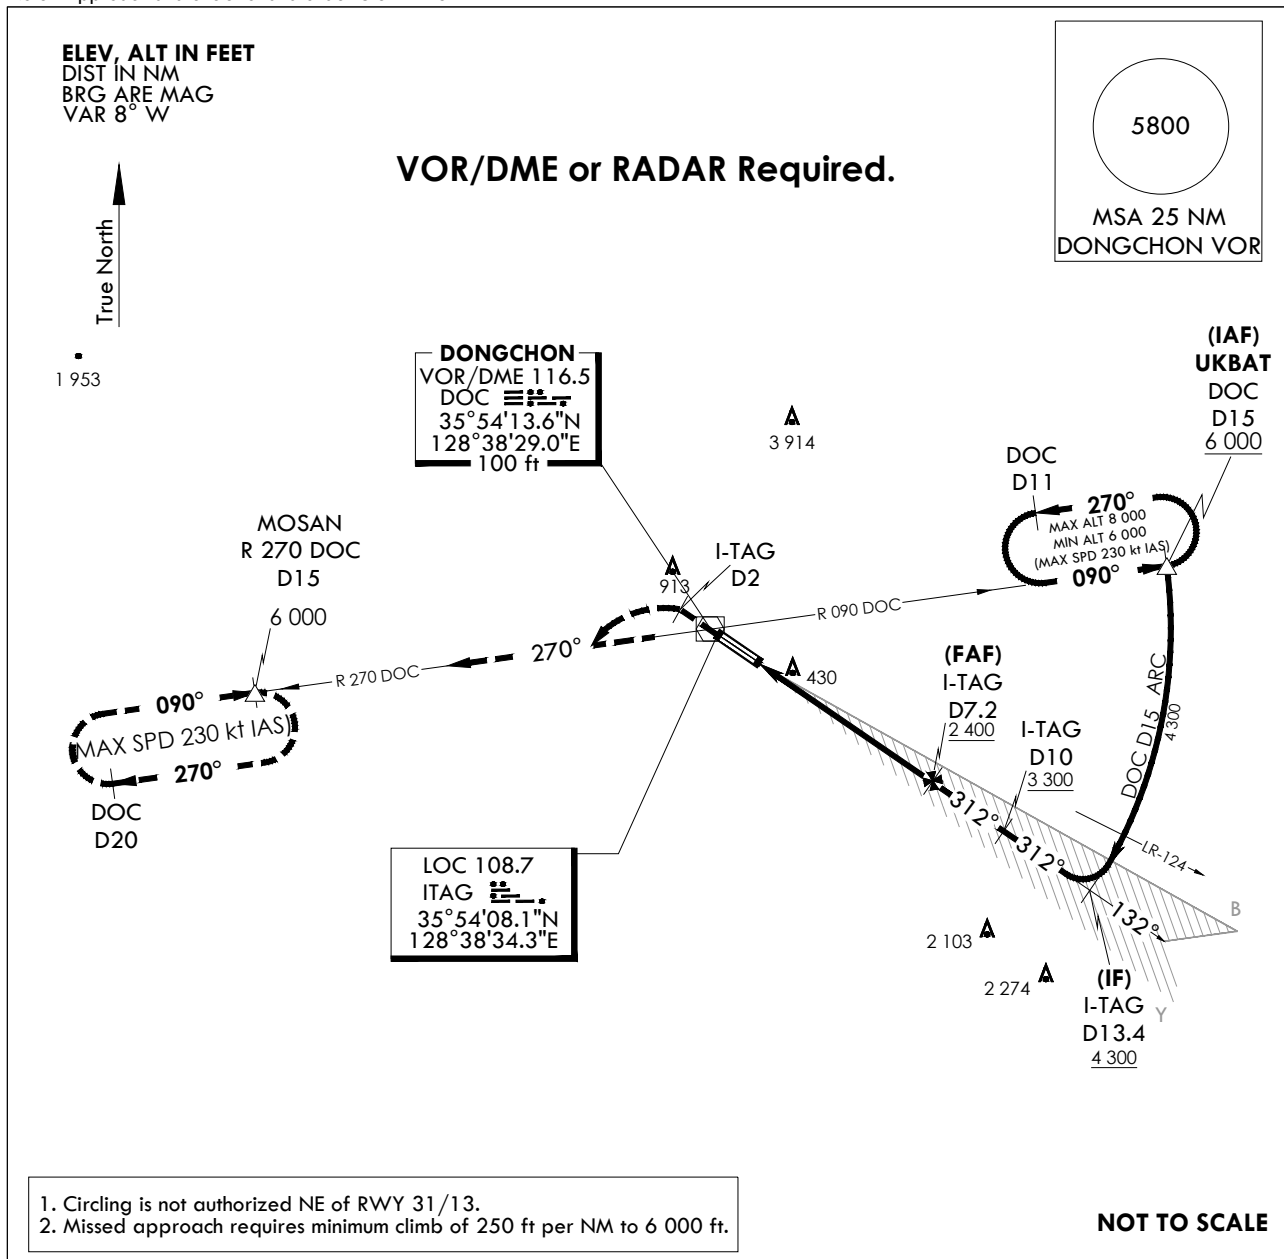 ELEV, ALT IN FEET
DIST IN NM
BRG ARE MAG
VAR 8° W
True North
VOR/DME or RADAR Required.
5800
MSA 25 NM
DONGCHON VOR
1 953
DONGCHON
VOR/DME 116.5
DOC
35°54'13.6"N
128°38'29.0"E
100 ft
3 914
(IAF)
UKBAT
DOC
D15
6 000
DOC
D11
270°
MAX ALT 8 000
MIN ALT 6 000
(MAX SPD 230 kt IAS)
090°
MOSAN
R 270 DOC
D15
6 000
I-TAG
D2
913
R 090 DOC
270°
R 270 DOC
090°
MAX SPD 230 kt IAS)
270°
DOC
D20
430
(FAF)
I-TAG
D7.2
2 400
I-TAG
D10
3 300
DOC D15 ARC
4 300
312°
312°
LR-124
132°
B
Y
LOC 108.7
ITAG
35°54'08.1"N
128°38'34.3"E
2 103
2 274
(IF)
I-TAG
D13.4
4 300
1. Circling is not authorized NE of RWY 31/13.
2. Missed approach requires minimum climb of 250 ft per NM to 6 000 ft.
NOT TO SCALE